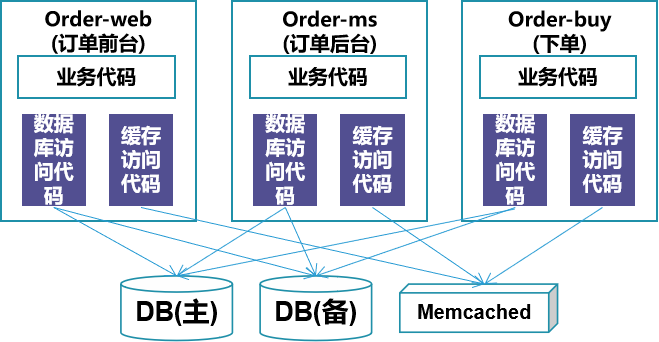 Order-web
(订单前台)
业务代码
数据
库访
问代
码
缓存
访问
代码
Order-ms
(订单后台)
业务代码
数据
库访
问代
码
缓存
访问
代码
Order-buy
(下单)
业务代码
数据
库访
问代
码
缓存
访问
代码
DB(主)
DB(备)
Memcached